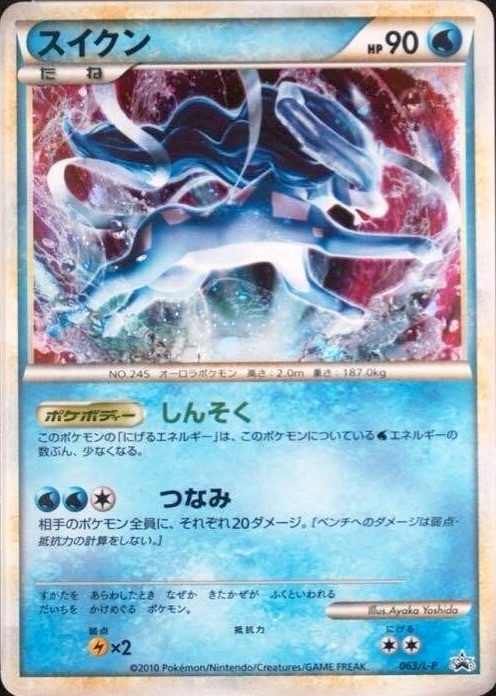 スイクン HP90
たね
NO.245 オーロラポケモン 高さ:2.0m 重さ:187.0kg
ポケボディー しんそく
このポケモンの「にげるエネルギー」は、このポケモンについているエネルギーの
数ぶん、少なくなる。
つなみ
相手のポケモン全員に、それぞれ20ダメージ。[ベンチへのダメージは弱点・
抵抗力の計算をしない。]
すがたを あらわしたとき なぜか きたかぜが ふくといわれる
だいちを かけめぐる ポケモン。
Illus. Ayaka Yoshida
弱点 抵抗力 にげる
×2
©2010 Pokémon/Nintendo/Creatures/GAME FREAK. 063/L-P